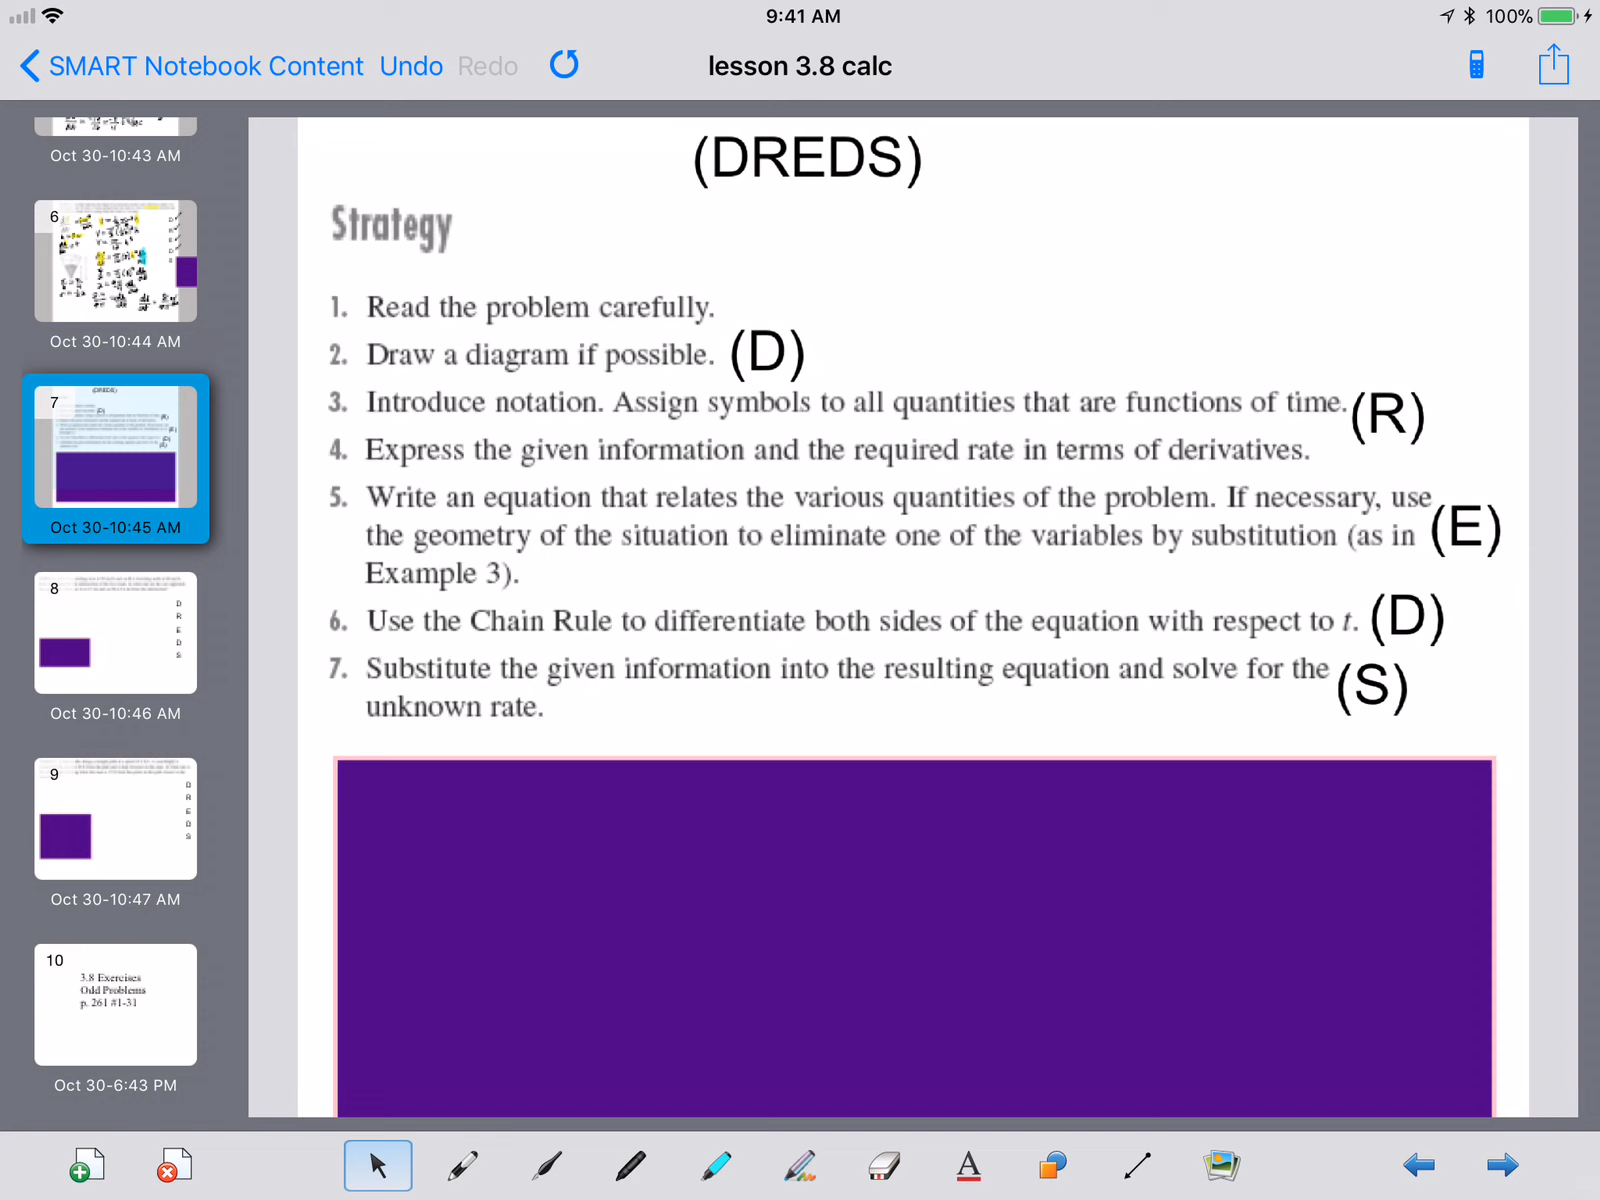 9:41 AM
100%
SMART Notebook Content Undo Redo
lesson 3.8 calc
Oct 30-10:43 AM
6
Oct 30-10:44 AM
7
(DREDS)
Oct 30-10:45 AM
8
D
R
E
D
S
Oct 30-10:46 AM
9
D
R
E
D
S
Oct 30-10:47 AM
10
3.8 Exercises
Odd Problems
p. 261 #1-31
Oct 30-6:43 PM
(DREDS)
Strategy
1. Read the problem carefully.
2. Draw a diagram if possible. (D)
3. Introduce notation. Assign symbols to all quantities that are functions of time. (R)
4. Express the given information and the required rate in terms of derivatives.
5. Write an equation that relates the various quantities of the problem. If necessary, use
the geometry of the situation to eliminate one of the variables by substitution (as in (E)
Example 3).
6. Use the Chain Rule to differentiate both sides of the equation with respect to t. (D)
7. Substitute the given information into the resulting equation and solve for the (S)
unknown rate.
A